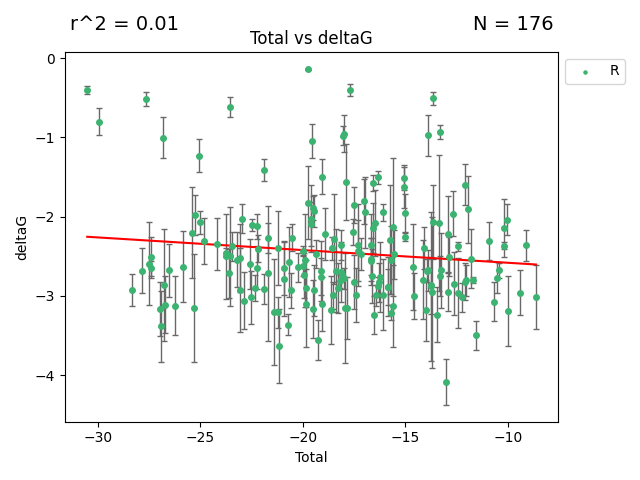 r^2 = 0.01
N = 176
Total vs deltaG
R
0
−1
−2
−3
−4
deltaG
−30 −25 −20 −15 −10
Total